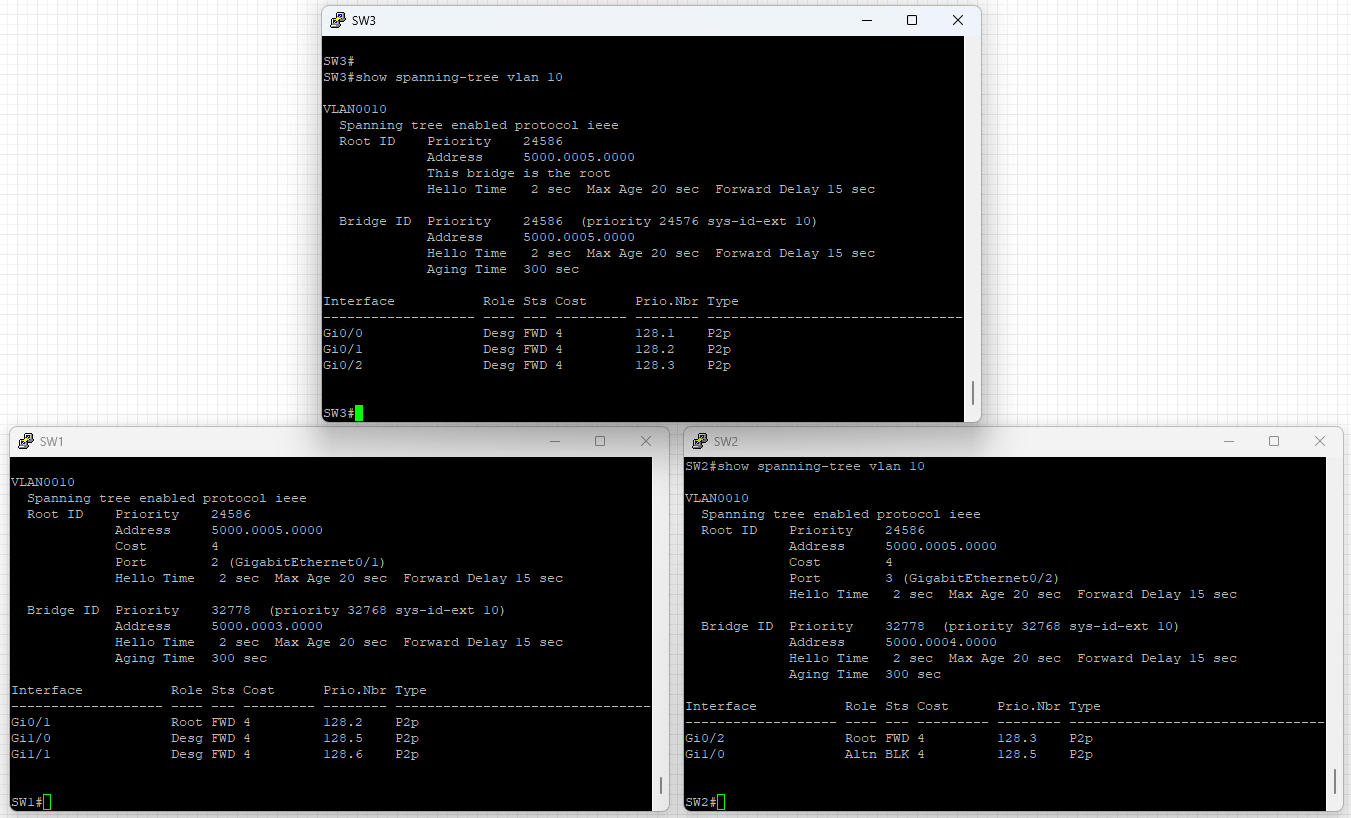 SW3
SW3#
SW3#show spanning-tree vlan 10
VLAN0010
  Spanning tree enabled protocol ieee
  Root ID    Priority    24586
             Address     5000.0005.0000
             This bridge is the root
             Hello Time   2 sec  Max Age 20 sec  Forward Delay 15 sec
  Bridge ID  Priority    24586  (priority 24576 sys-id-ext 10)
             Address     5000.0005.0000
             Hello Time   2 sec  Max Age 20 sec  Forward Delay 15 sec
             Aging Time  300 sec
Interface           Role Sts Cost      Prio.Nbr Type
------------------- ---- --- --------- -------- --------------------------------
Gi0/0               Desg FWD 4         128.1    P2p
Gi0/1               Desg FWD 4         128.2    P2p
Gi0/2               Desg FWD 4         128.3    P2p
SW3#
SW1
VLAN0010
  Spanning tree enabled protocol ieee
  Root ID    Priority    24586
             Address     5000.0005.0000
             Cost        4
             Port        2 (GigabitEthernet0/1)
             Hello Time   2 sec  Max Age 20 sec  Forward Delay 15 sec
  Bridge ID  Priority    32778  (priority 32768 sys-id-ext 10)
             Address     5000.0003.0000
             Hello Time   2 sec  Max Age 20 sec  Forward Delay 15 sec
             Aging Time  300 sec
Interface           Role Sts Cost      Prio.Nbr Type
------------------- ---- --- --------- -------- --------------------------------
Gi0/1               Root FWD 4         128.2    P2p
Gi1/0               Desg FWD 4         128.5    P2p
Gi1/1               Desg FWD 4         128.6    P2p
SW1#
SW2
SW2#show spanning-tree vlan 10
VLAN0010
  Spanning tree enabled protocol ieee
  Root ID    Priority    24586
             Address     5000.0005.0000
             Cost        4
             Port        3 (GigabitEthernet0/2)
             Hello Time   2 sec  Max Age 20 sec  Forward Delay 15 sec
  Bridge ID  Priority    32778  (priority 32768 sys-id-ext 10)
             Address     5000.0004.0000
             Hello Time   2 sec  Max Age 20 sec  Forward Delay 15 sec
             Aging Time  300 sec
Interface           Role Sts Cost      Prio.Nbr Type
------------------- ---- --- --------- -------- --------------------------------
Gi0/2               Root FWD 4         128.3    P2p
Gi1/0               Altn BLK 4         128.5    P2p
SW2#